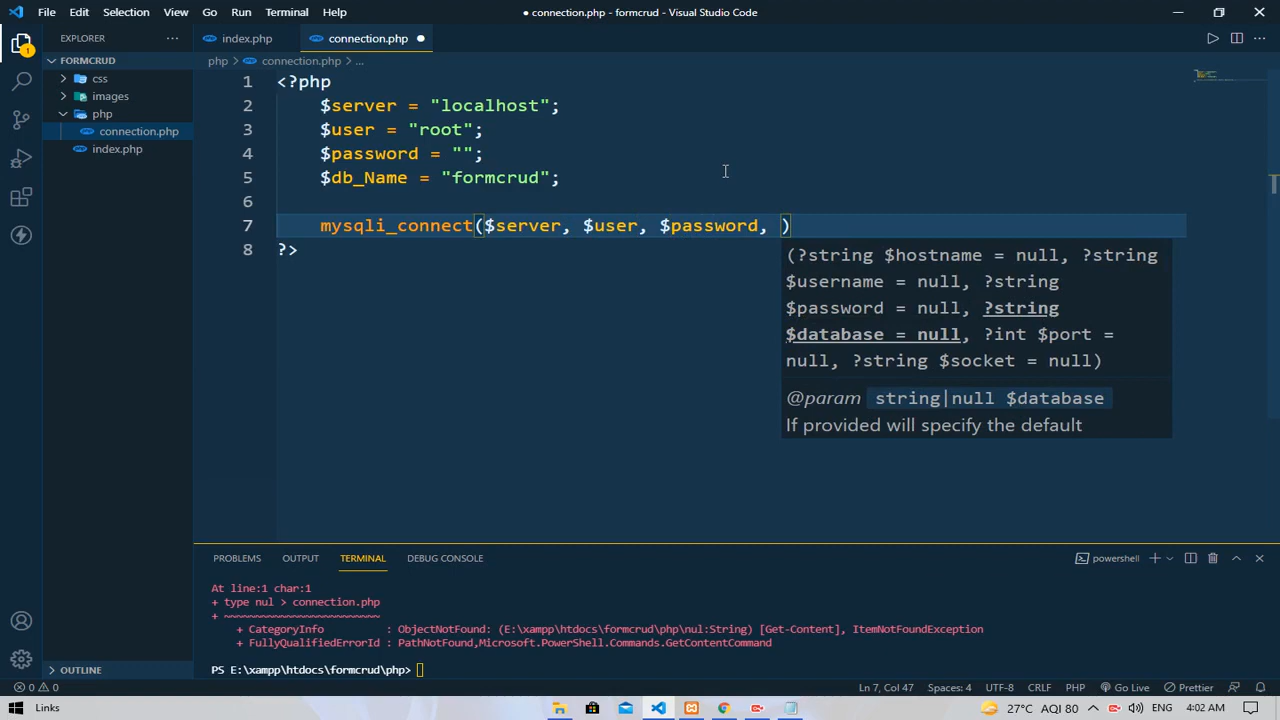 File Edit Selection View Go Run Terminal Help
● connection.php - formcrud - Visual Studio Code
EXPLORER
index.php
connection.php
FORMCRUD
php > connection.php > ...
css
images
php
connection.php
index.php
1 <?php
2 $server = "localhost";
3 $user = "root";
4 $password = "";
5 $db_Name = "formcrud";
6
7 mysqli_connect($server, $user, $password, )
8 ?>
(?string $hostname = null, ?string
$username = null, ?string
$password = null, ?string
$database = null, ?int $port =
null, ?string $socket = null)
@param string|null $database
If provided will specify the default
PROBLEMS OUTPUT TERMINAL DEBUG CONSOLE
powershell
At line:1 char:1
+ type nul > connection.php
+ ~~~~~~~~~~~~~~~~~~~~~~~~~
+ CategoryInfo : ObjectNotFound: (E:\xampp\htdocs\formcrud\php\nul:String) [Get-Content], ItemNotFoundException
+ FullyQualifiedErrorId : PathNotFound,Microsoft.PowerShell.Commands.GetContentCommand
PS E:\xampp\htdocs\formcrud\php>
OUTLINE
0 0
Ln 7, Col 47 Spaces: 4 UTF-8 CRLF PHP Go Live Prettier
Links
27°C AQI 80 ENG 4:02 AM
1